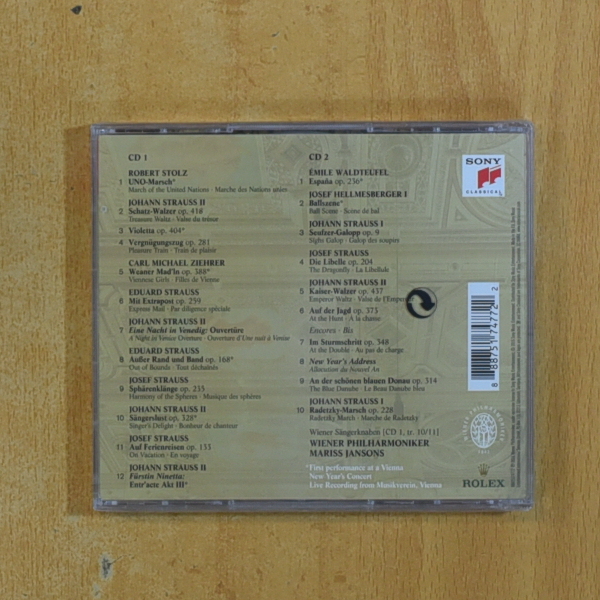 CD 1
ROBERT STOLZ
1 UNO-Marsch*
March of the United Nations · Marche des Nations unies
JOHANN STRAUSS II
2 Schatz-Walzer op. 418
Treasure Waltz · Valse du trésor
3 Violetta op. 404*
4 Vergnügungszug op. 281
Pleasure Train · Train de plaisir
CARL MICHAEL ZIEHRER
5 Weaner Mad'ln op. 388*
Viennese Girls · Filles de Vienne
EDUARD STRAUSS
6 Mit Extrapost op. 259
Express Mail · Par diligence spéciale
JOHANN STRAUSS II
7 Eine Nacht in Venedig: Ouvertüre
A Night in Venice Overture · Ouverture d'Une nuit à Venise
EDUARD STRAUSS
8 Außer Rand und Band op. 168*
Out of Bounds · Tout déchaînés
JOSEF STRAUSS
9 Sphärenklänge op. 235
Harmony of the Spheres · Musique des sphères
JOHANN STRAUSS II
10 Sängerslust op. 328*
Singer's Delight · Bonheur de chanteur
JOSEF STRAUSS
11 Auf Ferienreisen op. 133
On Vacation · En voyage
JOHANN STRAUSS II
12 Fürstin Ninetta:
Entr'acte Akt III*
CD 2
ÉMILE WALDTEUFEL
1 España op. 236*
JOSEF HELLMESBERGER I
2 Ballszene*
Ball Scene · Scène de bal
JOHANN STRAUSS I
3 Seufzer-Galopp op. 9
Sighs Galop · Galop des soupirs
JOSEF STRAUSS
4 Die Libelle op. 204
The Dragonfly · La Libellule
JOHANN STRAUSS II
5 Kaiser-Walzer op. 437
Emperor Waltz · Valse de l'Empereur
6 Auf der Jagd op. 373
At the Hunt · À la chasse
Encores · Bis
7 Im Sturmschritt op. 348
At the Double · Au pas de charge
8 New Year's Address
Allocution du Nouvel An
9 An der schönen blauen Donau op. 314
The Blue Danube · Le Beau Danube bleu
JOHANN STRAUSS I
10 Radetzky-Marsch op. 228
Radetzky March · Marche de Radetzky
Wiener Sängerknaben [CD 1, tr. 10/11]
WIENER PHILHARMONIKER
MARISS JANSONS
*First performance at a Vienna
New Year's Concert
Live Recording from Musikverein, Vienna
SONY
CLASSICAL
8 88751 74772 2
ROLEX